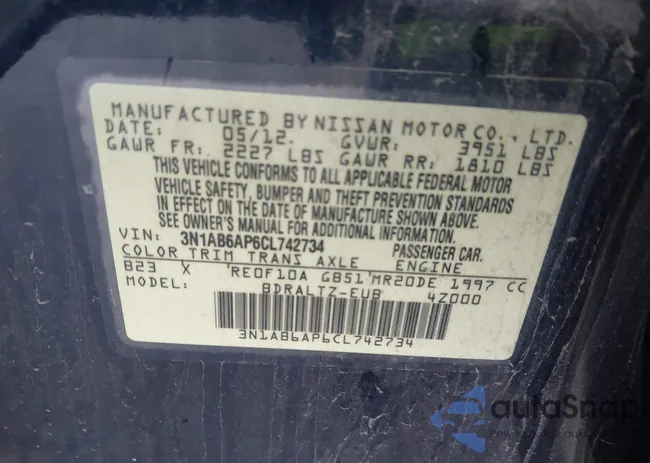 MANUFACTURED BY NISSAN MOTOR CO., LTD.
DATE: 05/12. GVWR: 3951 LBS
GAWR FR: 2227 LBS GAWR RR: 1810 LBS
THIS VEHICLE CONFORMS TO ALL APPLICABLE FEDERAL MOTOR
VEHICLE SAFETY, BUMPER AND THEFT PREVENTION STANDARDS
IN EFFECT ON THE DATE OF MANUFACTURE SHOWN ABOVE.
SEE OWNER'S MANUAL FOR ADDITIONAL INFORMATION.
VIN: 3N1AB6AP6CL742734 PASSENGER CAR.
COLOR TRIM TRANS AXLE ENGINE
B23 X RE0F10A GB51 MR20DE 1997 CC
MODEL: BDRALTZ-EUB 4Z000
3N1AB6AP6CL742734
autoSnap